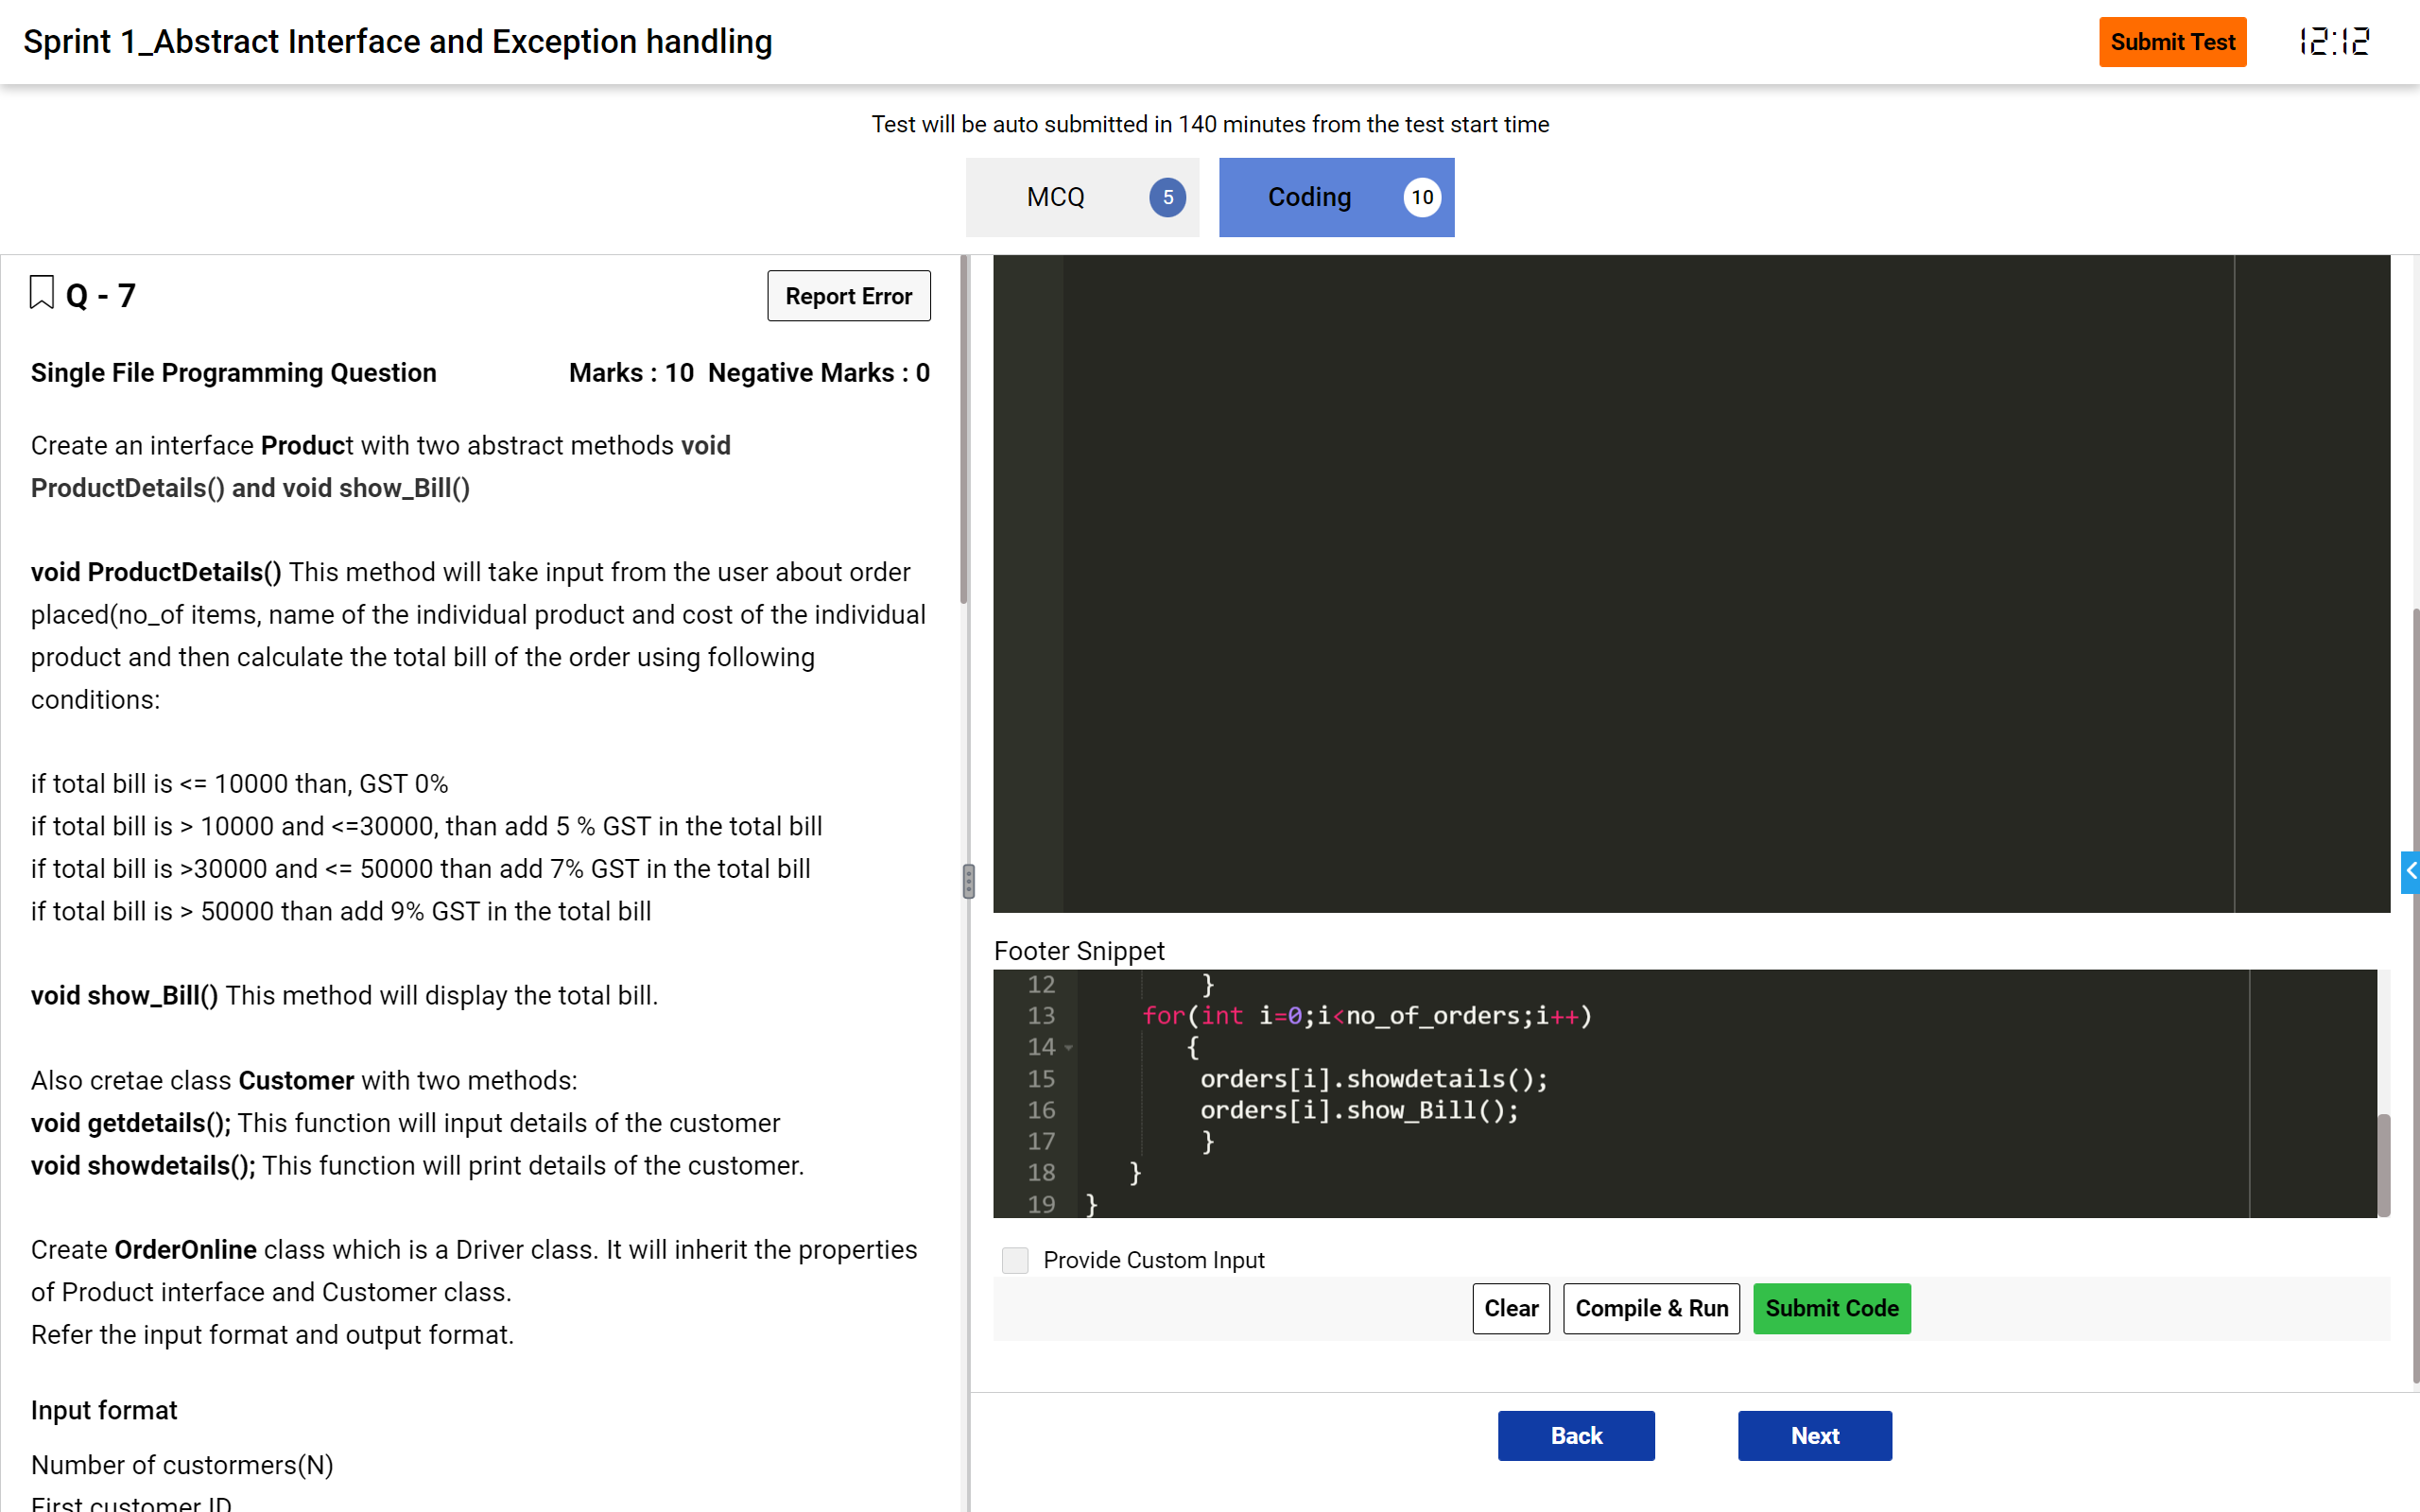 Sprint 1_Abstract Interface and Exception handling
Submit Test
12:12
Test will be auto submitted in 140 minutes from the test start time
MCQ 5
Coding 10
Q - 7
Report Error
Single File Programming Question Marks : 10 Negative Marks : 0
Create an interface Product with two abstract methods void
ProductDetails() and void show_Bill()
void ProductDetails() This method will take input from the user about order
placed(no_of items, name of the individual product and cost of the individual
product and then calculate the total bill of the order using following
conditions:
if total bill is <= 10000 than, GST 0%
if total bill is > 10000 and <=30000, than add 5 % GST in the total bill
if total bill is >30000 and <= 50000 than add 7% GST in the total bill
if total bill is > 50000 than add 9% GST in the total bill
void show_Bill() This method will display the total bill.
Also cretae class Customer with two methods:
void getdetails(); This function will input details of the customer
void showdetails(); This function will print details of the customer.
Create OrderOnline class which is a Driver class. It will inherit the properties
of Product interface and Customer class.
Refer the input format and output format.
Input format
Number of custormers(N)
First customer ID
Footer Snippet
12 }
13 for(int i=0;i<no_of_orders;i++)
14 {
15 orders[i].showdetails();
16 orders[i].show_Bill();
17 }
18 }
19 }
Provide Custom Input
Clear
Compile & Run
Submit Code
Back
Next